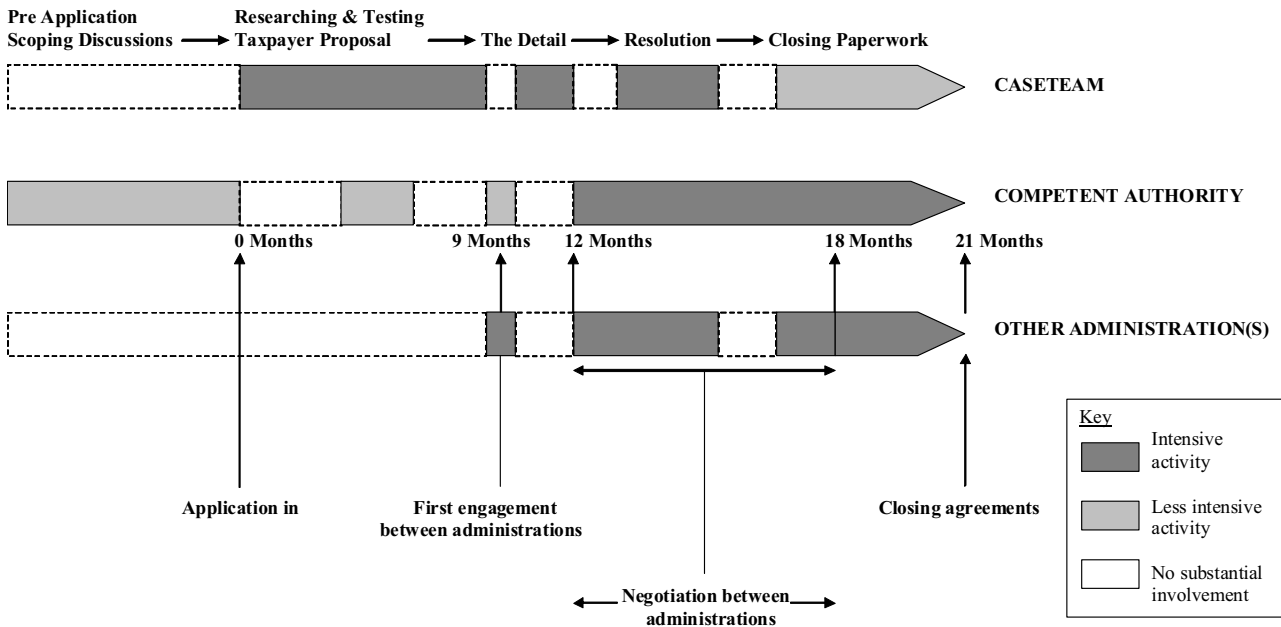 Pre Application
Scoping Discussions
Researching & Testing
Taxpayer Proposal
The Detail
Resolution
Closing Paperwork
CASETEAM
COMPETENT AUTHORITY
0 Months
9 Months
12 Months
18 Months
21 Months
OTHER ADMINISTRATION(S)
Application in
First engagement
between administrations
Closing agreements
Negotiation between
administrations
Key
Intensive
activity
Less intensive
activity
No substantial
involvement